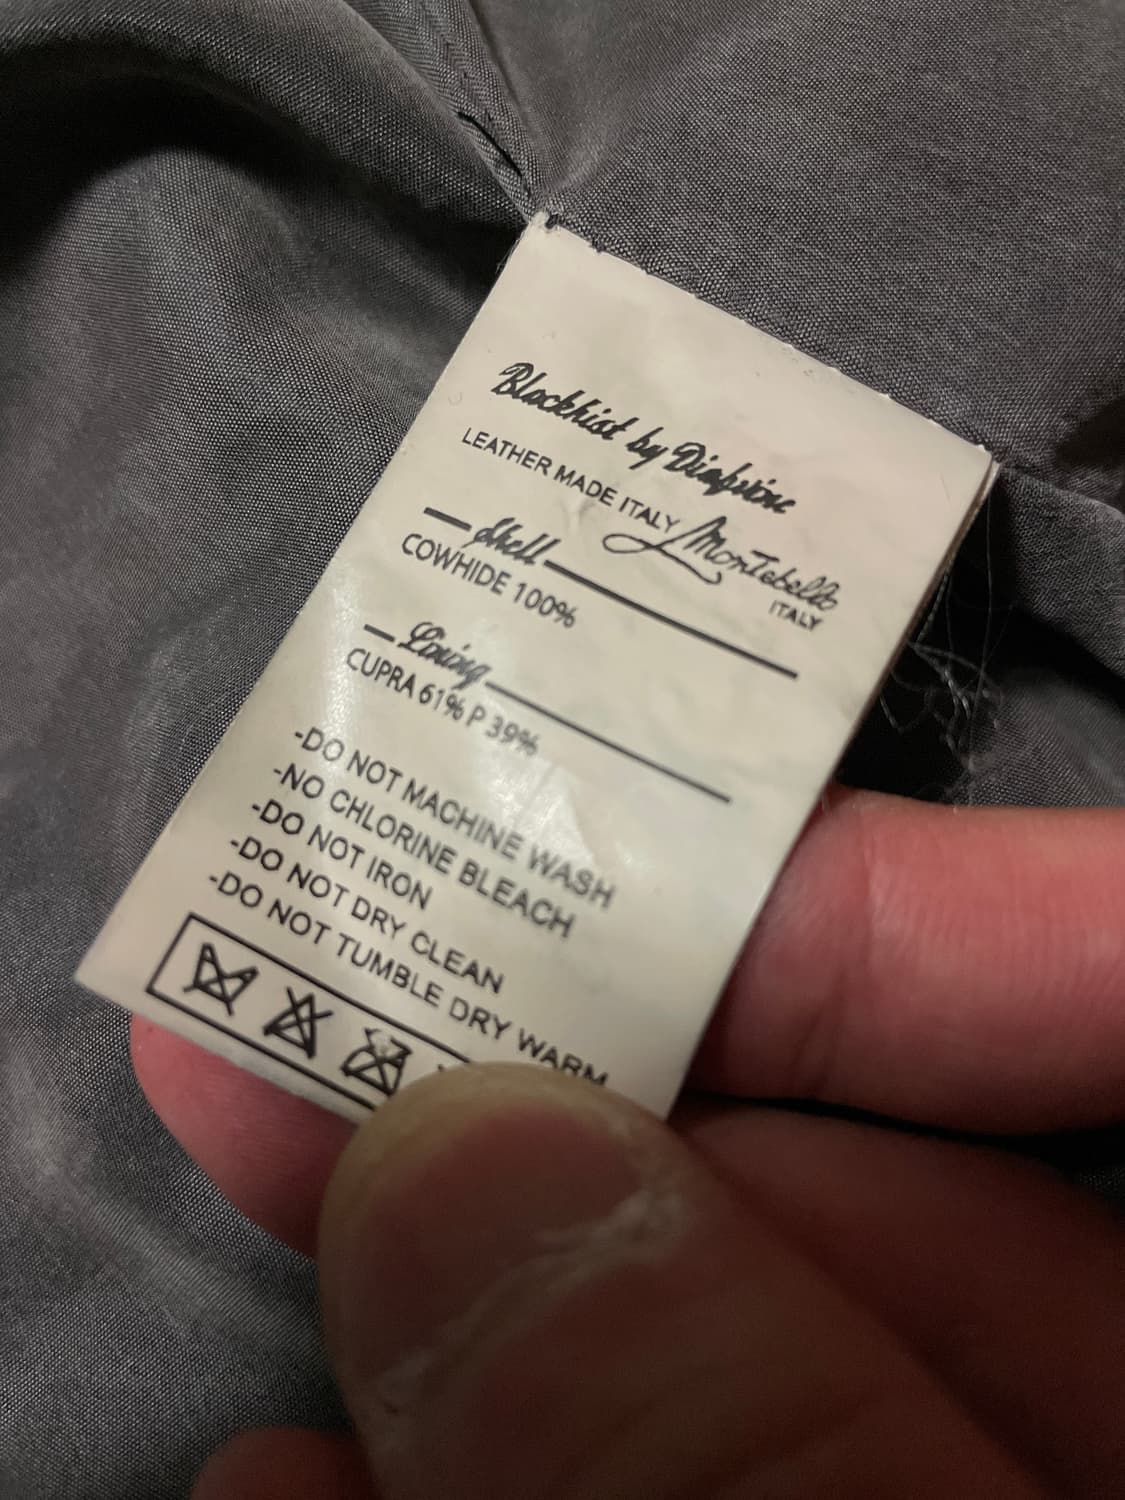 Blackhist by Diaprine
LEATHER MADE ITALY Montebello
ITALY
Shell
COWHIDE 100%
Lining
CUPRA 61% P 39%
-DO NOT MACHINE WASH
-NO CHLORINE BLEACH
-DO NOT IRON
-DO NOT DRY CLEAN
-DO NOT TUMBLE DRY WARM